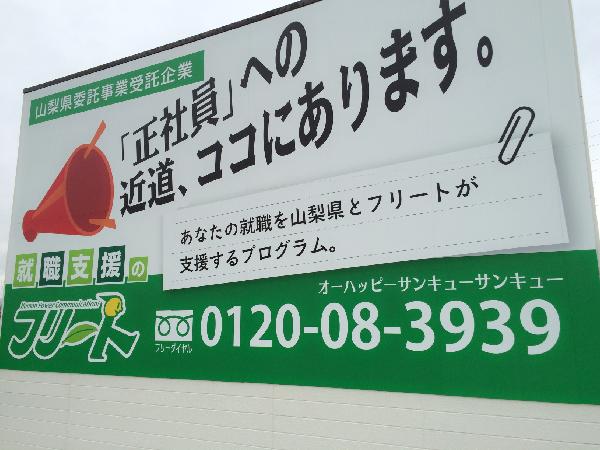 山梨県委託事業受託企業
「正社員」への
近道、ココにあります。
あなたの就職を山梨県とフリートが
支援するプログラム。
就職支援の
Human Power Communication
フリート
オーハッピーサンキューサンキュー
フリーダイヤル
0120-08-3939